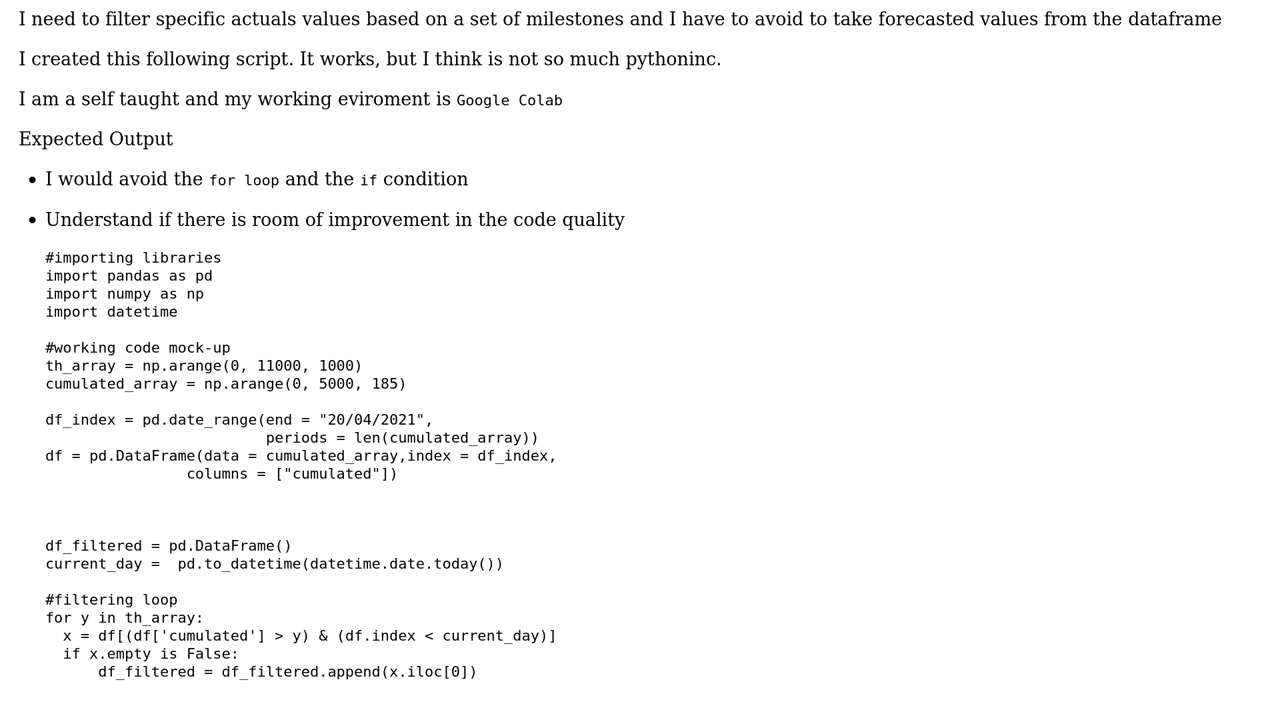 I need to filter specific actuals values based on a set of milestones and I have to avoid to take forecasted values from the dataframe
I created this following script. It works, but I think is not so much pythoninc.
I am a self taught and my working eviroment is Google Colab
Expected Output
• I would avoid the for loop and the if condition
• Understand if there is room of improvement in the code quality
#importing libraries
import pandas as pd
import numpy as np
import datetime
#working code mock-up
th_array = np.arange(0, 11000, 1000)
cumulated_array = np.arange(0, 5000, 185)
df_index = pd.date_range(end = "20/04/2021",
                         periods = len(cumulated_array))
df = pd.DataFrame(data = cumulated_array,index = df_index,
                columns = ["cumulated"])
df_filtered = pd.DataFrame()
current_day =  pd.to_datetime(datetime.date.today())
#filtering loop
for y in th_array:
  x = df[(df['cumulated'] > y) & (df.index < current_day)]
  if x.empty is False:
      df_filtered = df_filtered.append(x.iloc[0])